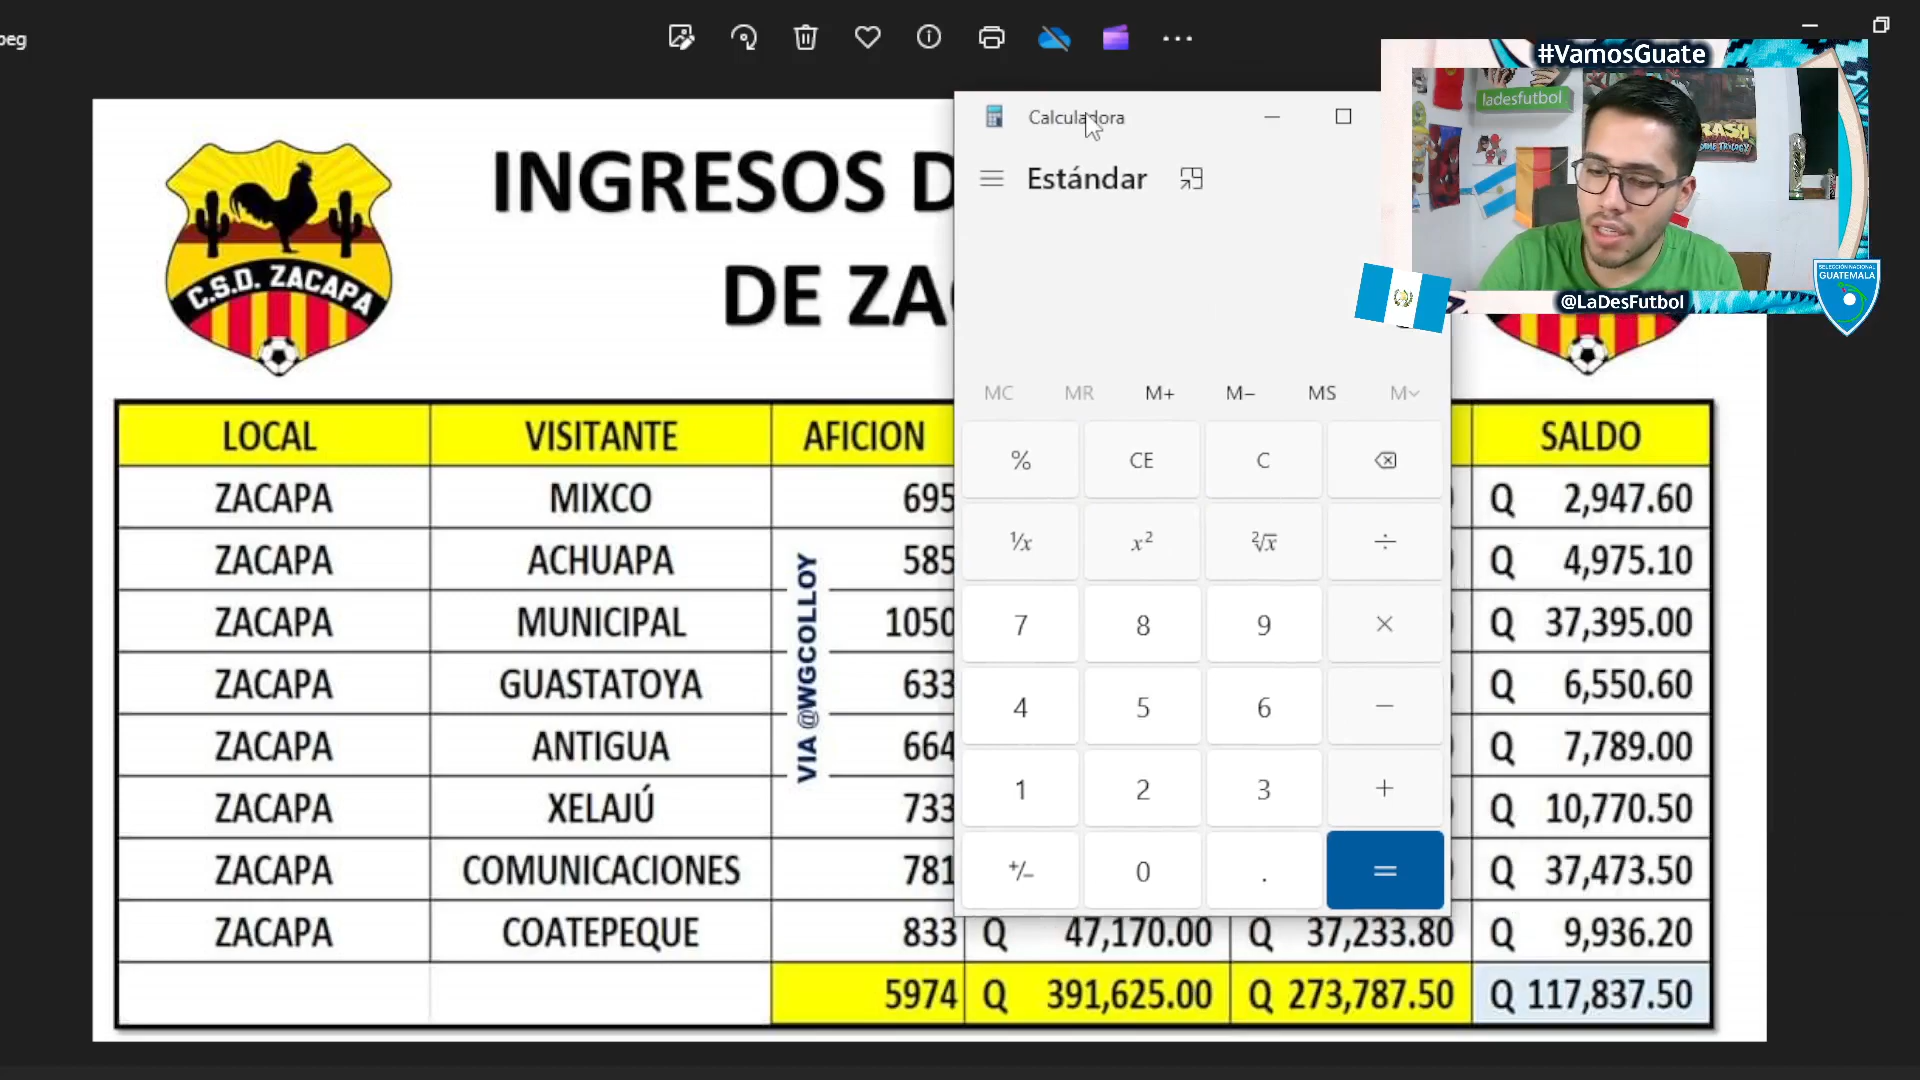 peg
#VamosGuate
ladesfutbol
CRASH
@LaDesFutbol
SELECCIÓN NACIONAL
GUATEMALA
Calculadora
Estándar
MC MR M+ M− MS M
% CE C
¹/x x² ²√x ÷
7 8 9 ×
4 5 6 −
1 2 3 +
+/− 0 . =
C.S.D. ZACAPA
INGRESOS D
DE ZA
LOCAL VISITANTE AFICION SALDO
ZACAPA MIXCO 695 Q 2,947.60
ZACAPA ACHUAPA 585 Q 4,975.10
ZACAPA MUNICIPAL 1050 Q 37,395.00
ZACAPA GUASTATOYA 633 Q 6,550.60
ZACAPA ANTIGUA 664 Q 7,789.00
ZACAPA XELAJÚ 733 Q 10,770.50
ZACAPA COMUNICACIONES 781 Q 37,473.50
ZACAPA COATEPEQUE 833 Q 47,170.00 Q 37,233.80 Q 9,936.20
5974 Q 391,625.00 Q 273,787.50 Q 117,837.50
VIA @WGCOLLOY